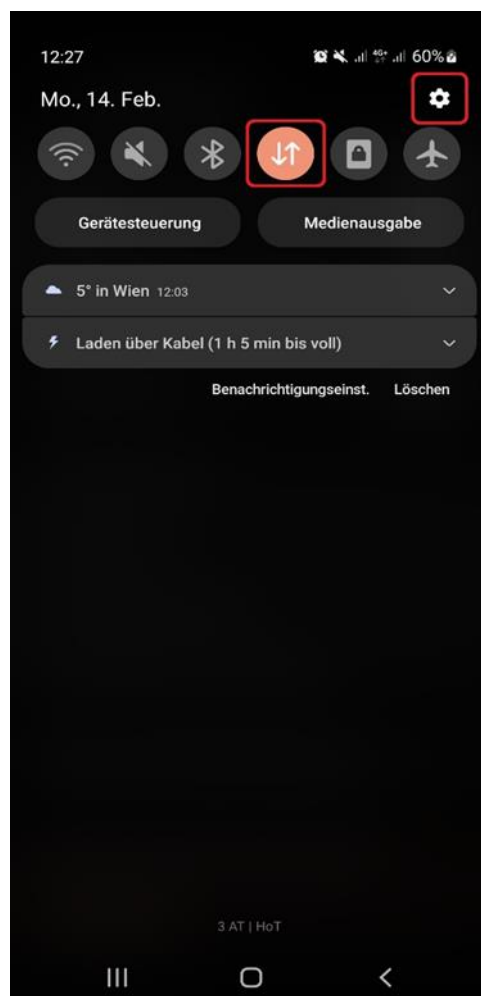 12:27 4G+ 60%
Mo., 14. Feb.
Gerätesteuerung Medienausgabe
5° in Wien 12:03
Laden über Kabel (1 h 5 min bis voll)
Benachrichtigungseinst. Löschen
3 AT | HoT